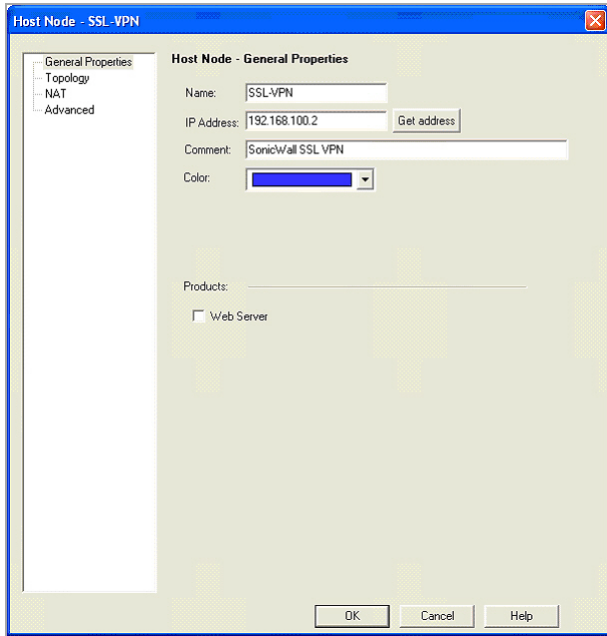 Host Node - SSL-VPN
General Properties
Topology
NAT
Advanced
Host Node - General Properties
Name: SSL-VPN
IP Address: 192.168.100.2 Get address
Comment: SonicWall SSL VPN
Color:
Products:
Web Server
OK Cancel Help